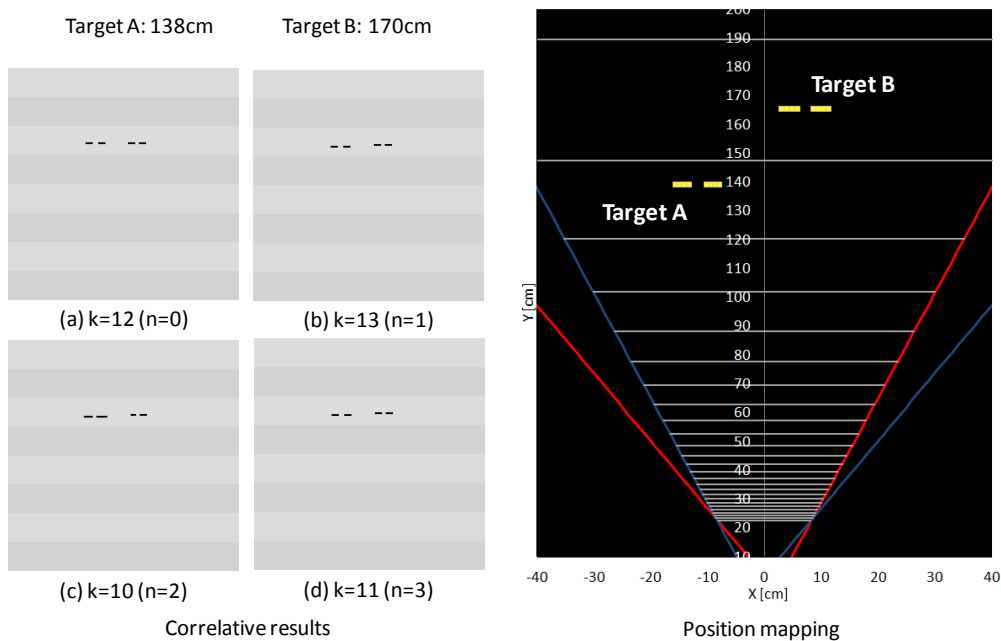 Target A: 138cm
Target B: 170cm
(a) k=12 (n=0)
(b) k=13 (n=1)
(c) k=10 (n=2)
(d) k=11 (n=3)
Correlative results
200
190
180
170
160
150
140
130
120
110
100
90
80
70
60
50
40
30
20
10
Target B
Target A
Y [cm]
-40 -30 -20 -10 0 10 20 30 40
X [cm]
Position mapping